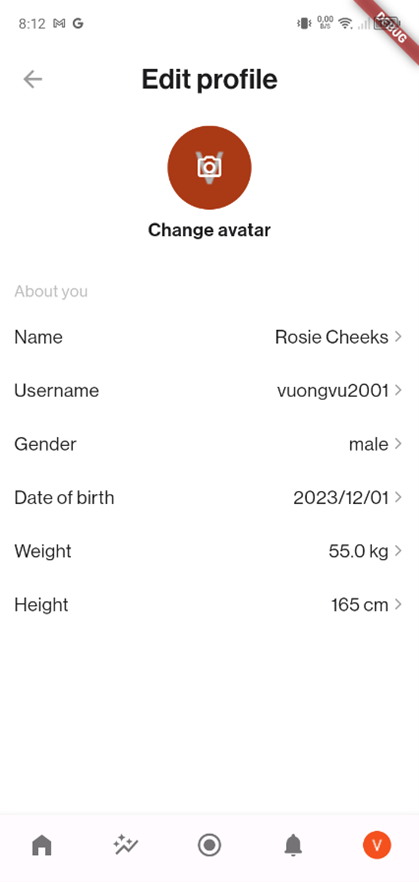 8:12 M G 0,00 B/S DEBUG
Edit profile
V
Change avatar
About you
Name Rosie Cheeks
Username vuongvu2001
Gender male
Date of birth 2023/12/01
Weight 55.0 kg
Height 165 cm
V